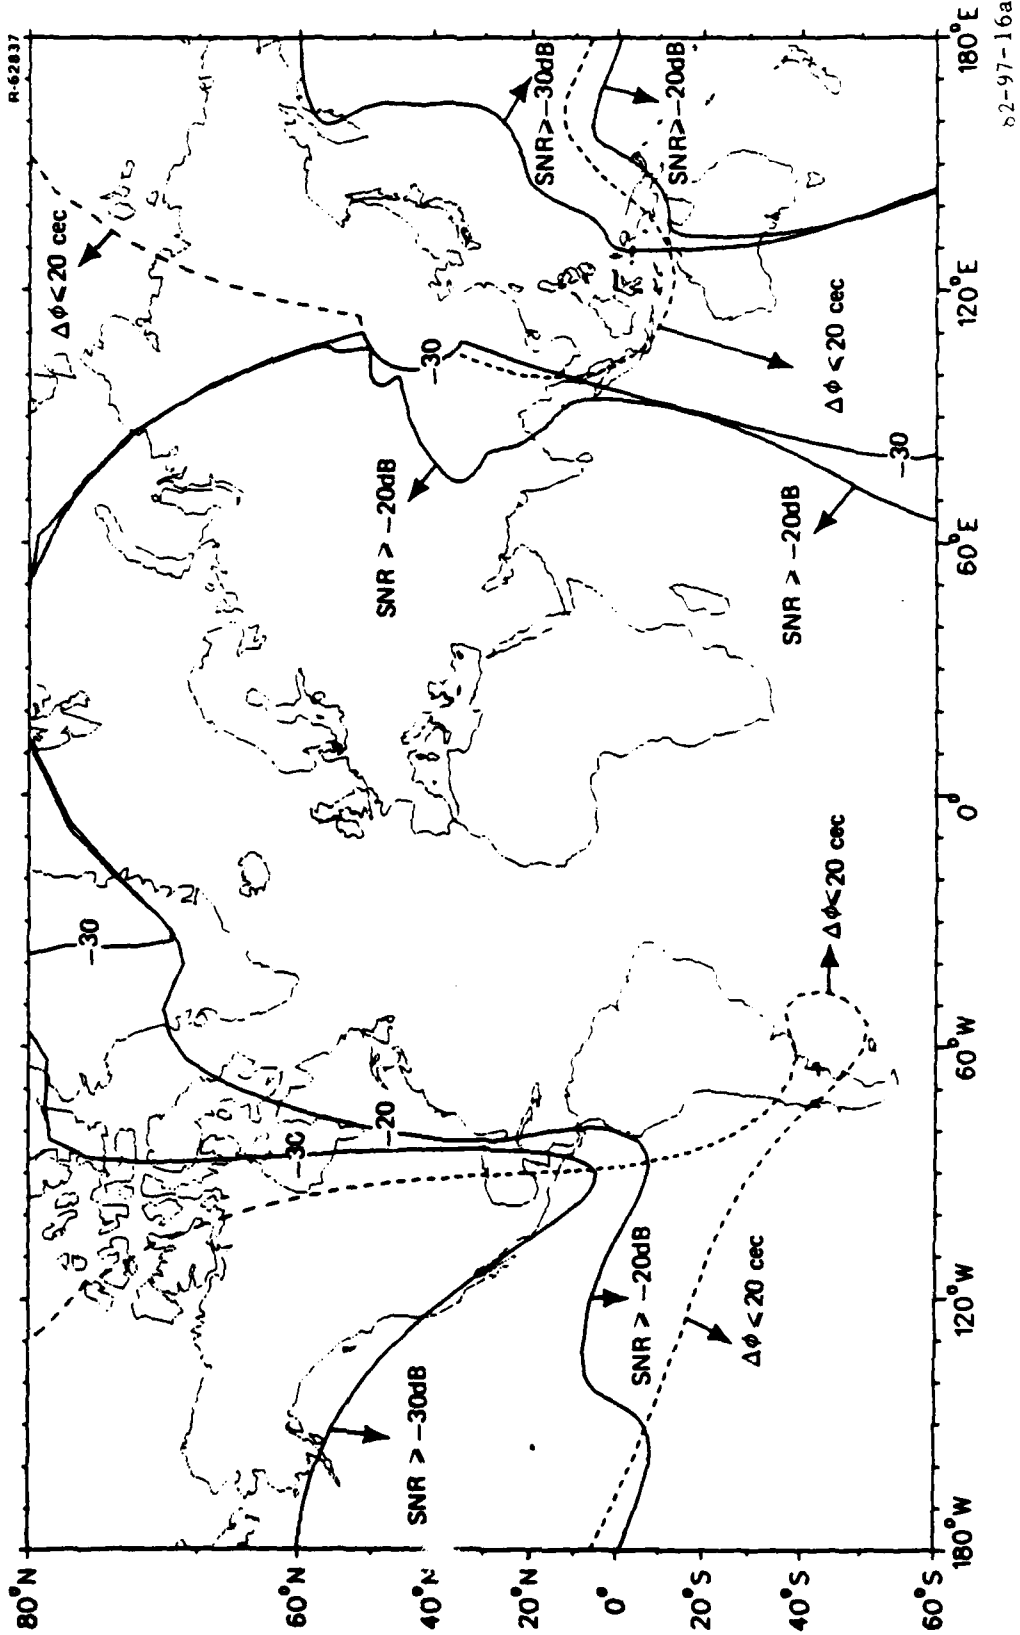 R-62837
Δφ<20 cec
SNR ≥ -30dB
SNR ≥ -20dB
-30
SNR ≥ -20dB
Δφ<20 cec
SNR ≥ -20dB
-30
-30
-30
-20
Δφ<20 cec
SNR ≥ -30dB
SNR ≥ -20dB
Δφ<20 cec
80°N
60°N
40°N
20°N
0°
20°S
40°S
60°S
180°W
120°W
60°W
0°
60°E
120°E
180°E
82-97-16a